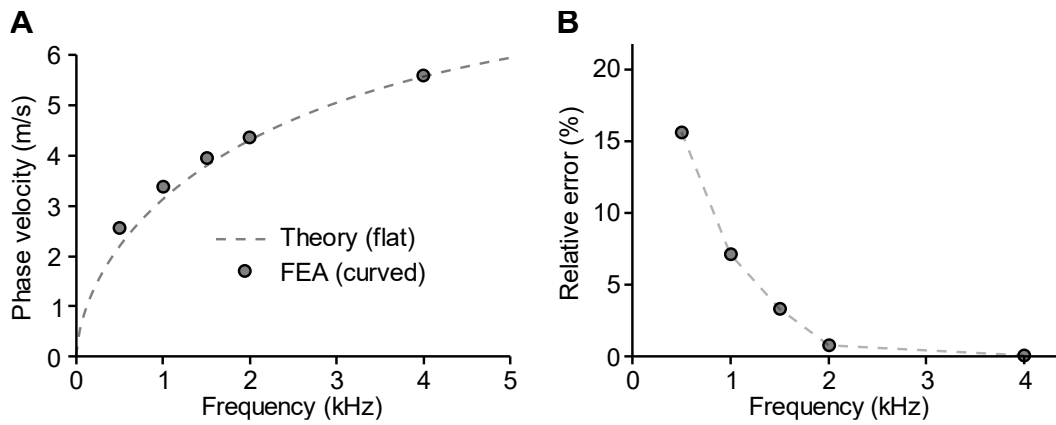 A
Phase velocity (m/s)
6
5
4
3
2
1
0
Theory (flat)
FEA (curved)
0 1 2 3 4 5
Frequency (kHz)
B
Relative error (%)
20
15
10
5
0
0 1 2 3 4
Frequency (kHz)